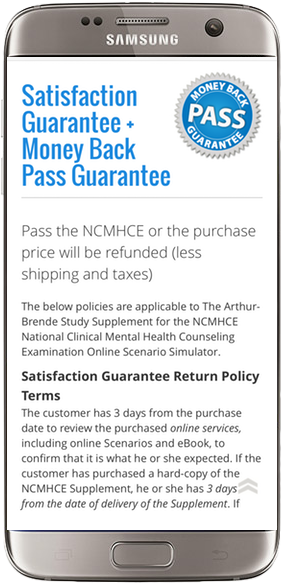 SAMSUNG
Satisfaction
Guarantee +
Money Back
Pass Guarantee
MONEY BACK
PASS
GUARANTEE
Pass the NCMHCE or the purchase
price will be refunded (less
shipping and taxes)
The below policies are applicable to The Arthur-
Brende Study Supplement for the NCMHCE
National Clinical Mental Health Counseling
Examination Online Scenario Simulator.
Satisfaction Guarantee Return Policy
Terms
The customer has 3 days from the purchase
date to review the purchased online services,
including online Scenarios and eBook, to
confirm that it is what he or she expected. If the
customer has purchased a hard-copy of the
NCMHCE Supplement, he or she has 3 days
from the date of delivery of the Supplement. If